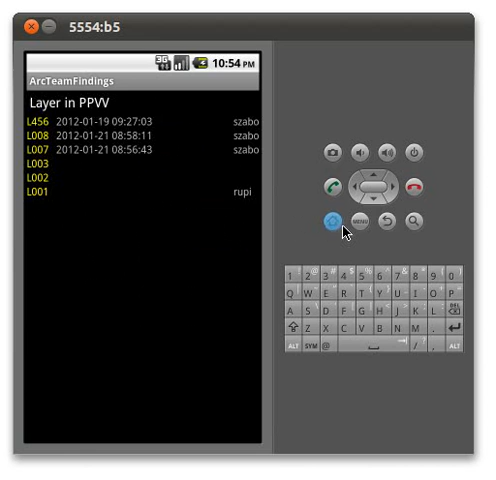 5554:b5
3G 10:54 PM
ArcTeamFindings
Layer in PPVV
L456 2012-01-19 09:27:03 szabo
L008 2012-01-21 08:58:11 szabo
L007 2012-01-21 08:56:43 szabo
L003
L002
L001 rupi
MENU
1 2 @ 3 # 4 $ 5 % 6 ^ 7 & 8 * 9 ( 0 )
Q W E R T Y U I O P
A S D F G H J K L DEL
Z X C V B N M .
ALT SYM @ / ? , ALT